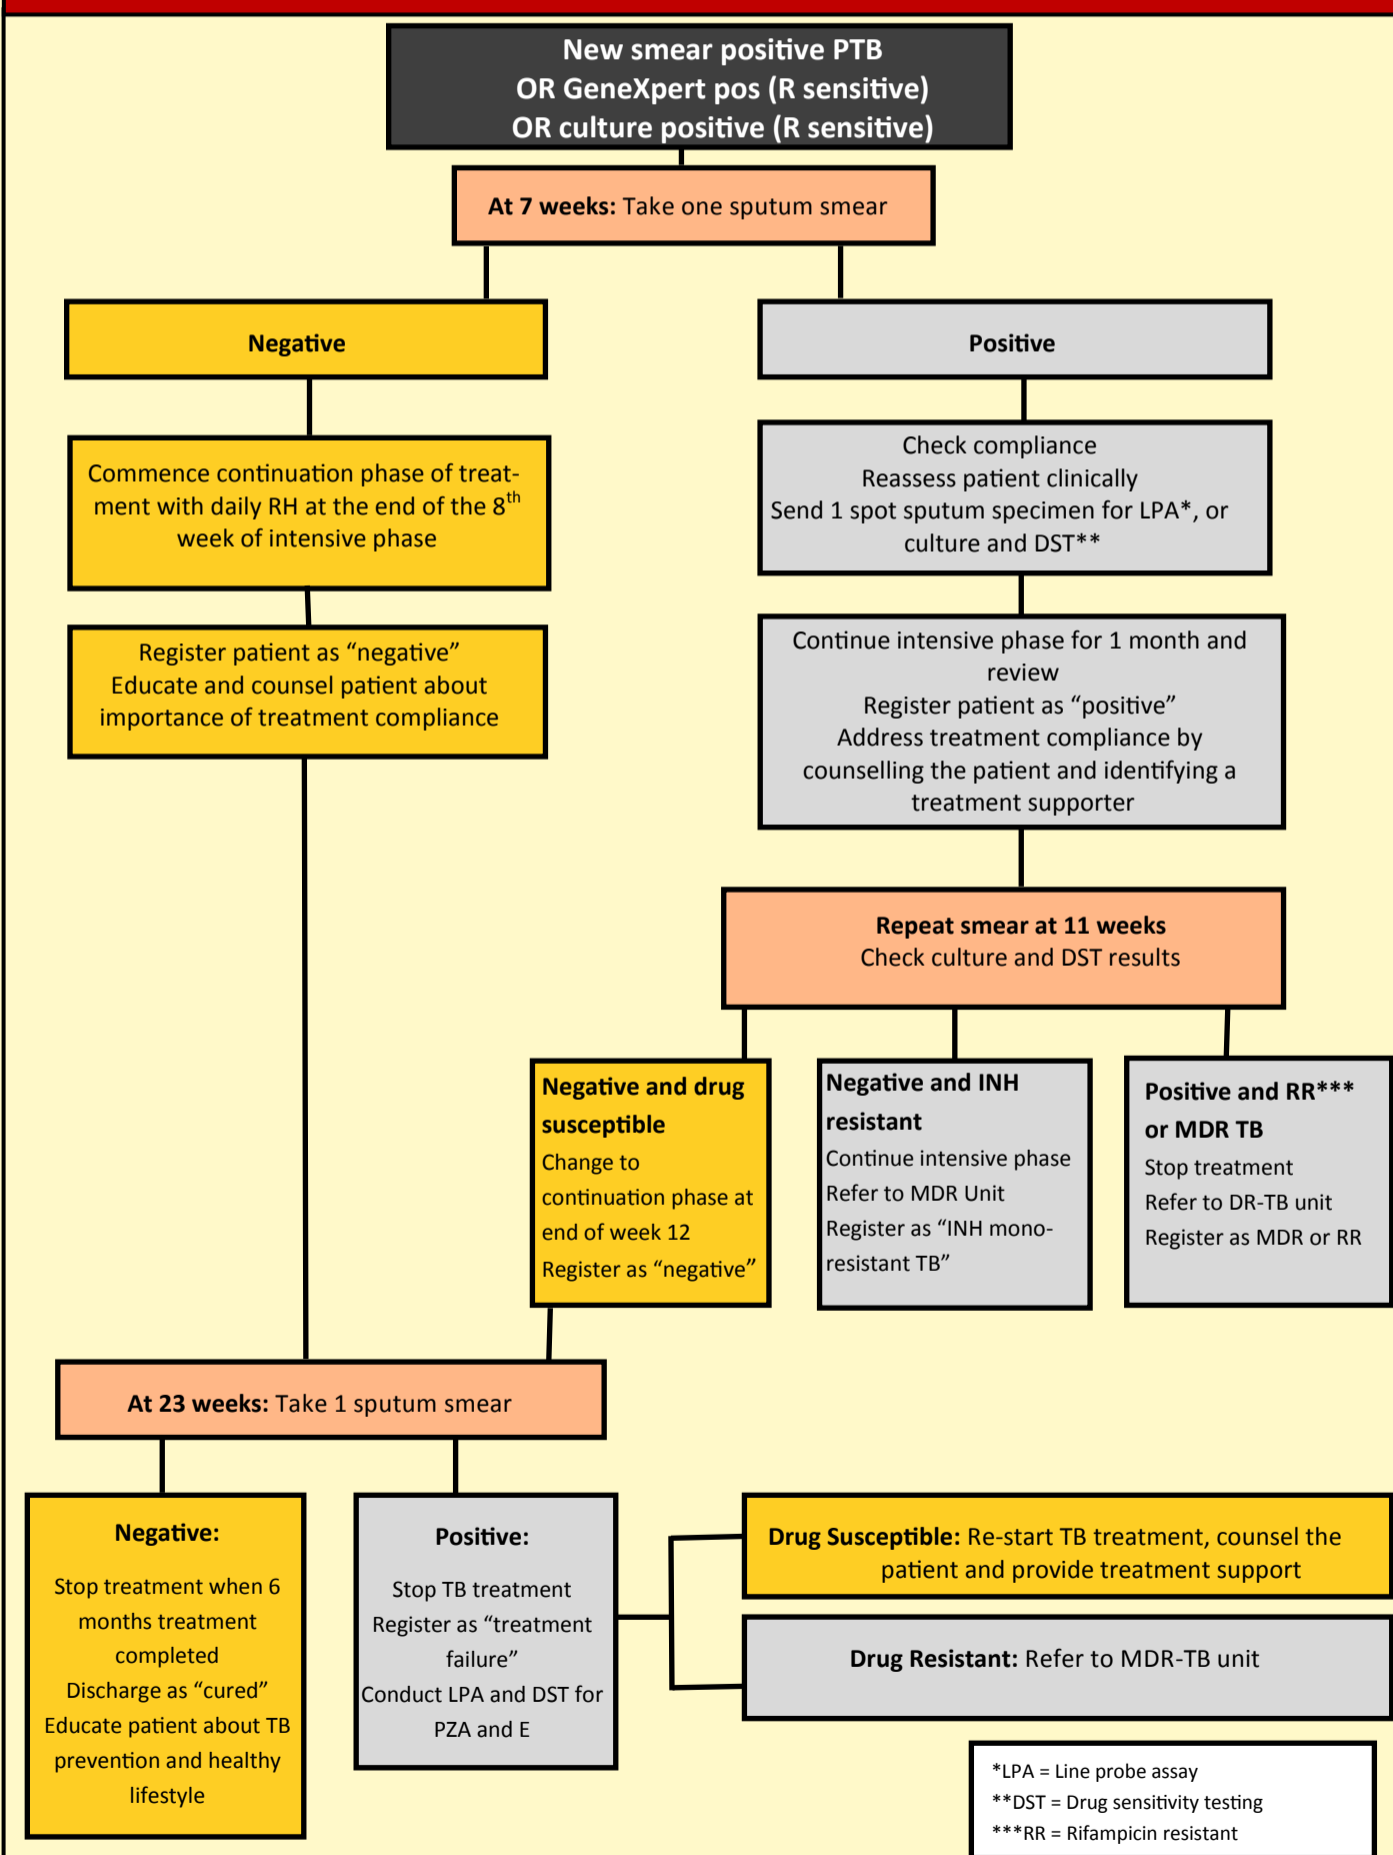 New smear positive PTB
OR GeneXpert pos (R sensitive)
OR culture positive (R sensitive)
At 7 weeks: Take one sputum smear
Negative
Positive
Commence continuation phase of treat-
ment with daily RH at the end of the 8th
week of intensive phase
Check compliance
Reassess patient clinically
Send 1 spot sputum specimen for LPA*, or
culture and DST**
Register patient as “negative”
Educate and counsel patient about
importance of treatment compliance
Continue intensive phase for 1 month and
review
Register patient as “positive”
Address treatment compliance by
counselling the patient and identifying a
treatment supporter
Repeat smear at 11 weeks
Check culture and DST results
Negative and drug
susceptible
Change to
continuation phase at
end of week 12
Register as “negative”
Negative and INH
resistant
Continue intensive phase
Refer to MDR Unit
Register as “INH mono-
resistant TB”
Positive and RR***
or MDR TB
Stop treatment
Refer to DR-TB unit
Register as MDR or RR
At 23 weeks: Take 1 sputum smear
Negative:
Stop treatment when 6
months treatment
completed
Discharge as “cured”
Educate patient about TB
prevention and healthy
lifestyle
Positive:
Stop TB treatment
Register as “treatment
failure”
Conduct LPA and DST for
PZA and E
Drug Susceptible: Re-start TB treatment, counsel the
patient and provide treatment support
Drug Resistant: Refer to MDR-TB unit
*LPA = Line probe assay
**DST = Drug sensitivity testing
***RR = Rifampicin resistant